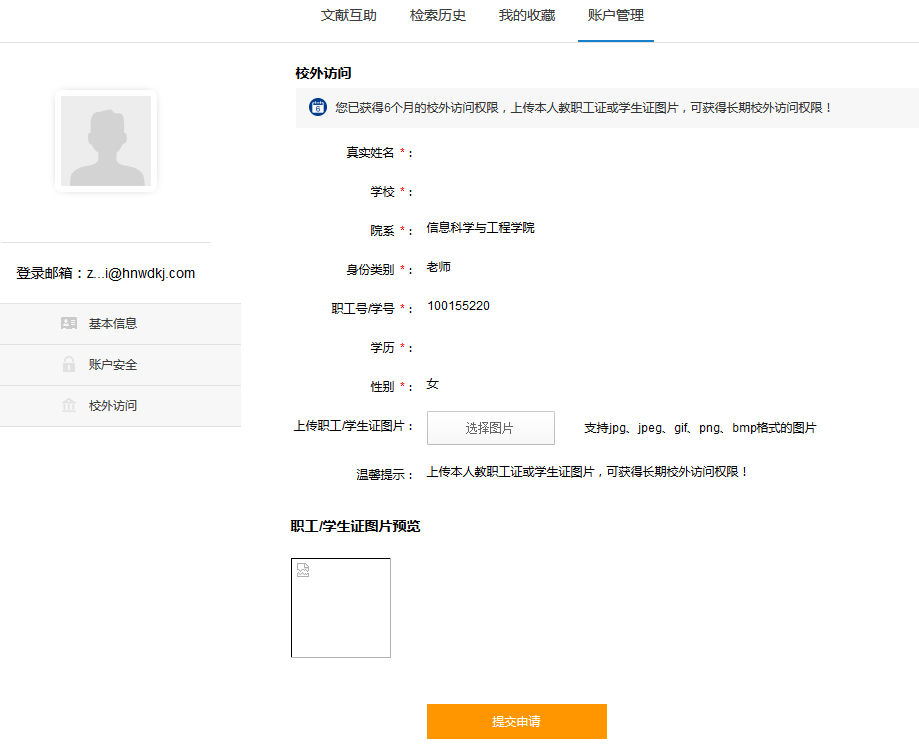 文献互助 检索历史 我的收藏 账户管理
校外访问
您已获得6个月的校外访问权限，上传本人教职工证或学生证图片，可获得长期校外访问权限！
真实姓名 *：
学校 *：
院系 *： 信息科学与工程学院
登录邮箱：z...i@hnwdkj.com
身份类别 *： 老师
职工号/学号 *： 100155220
基本信息
学历 *：
账户安全
性别 *： 女
校外访问
上传职工/学生证图片： 选择图片 支持jpg、jpeg、gif、png、bmp格式的图片
温馨提示： 上传本人教职工证或学生证图片，可获得长期校外访问权限！
职工/学生证图片预览
提交申请